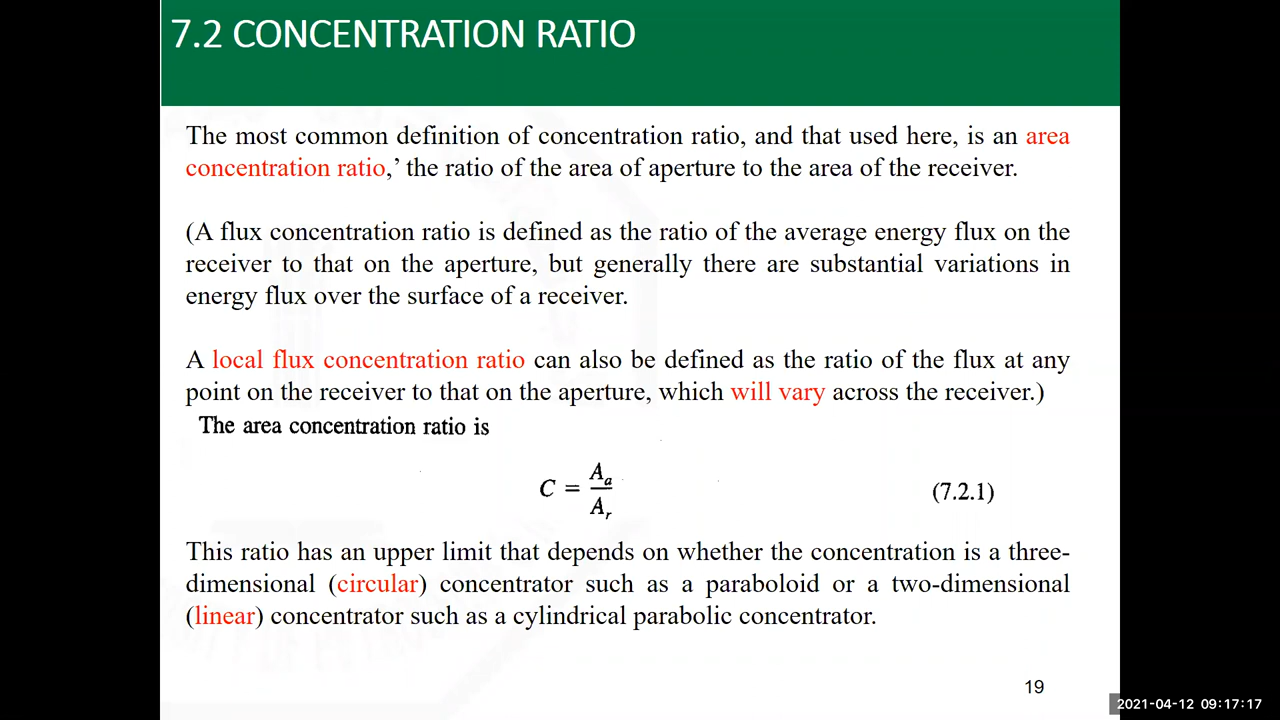 7.2 CONCENTRATION RATIO
The most common definition of concentration ratio, and that used here, is an area
concentration ratio,’ the ratio of the area of aperture to the area of the receiver.
(A flux concentration ratio is defined as the ratio of the average energy flux on the
receiver to that on the aperture, but generally there are substantial variations in
energy flux over the surface of a receiver.
A local flux concentration ratio can also be defined as the ratio of the flux at any
point on the receiver to that on the aperture, which will vary across the receiver.)
The area concentration ratio is
C = A_a / A_r (7.2.1)
This ratio has an upper limit that depends on whether the concentration is a three-
dimensional (circular) concentrator such as a paraboloid or a two-dimensional
(linear) concentrator such as a cylindrical parabolic concentrator.
19
2021-04-12 09:17:17